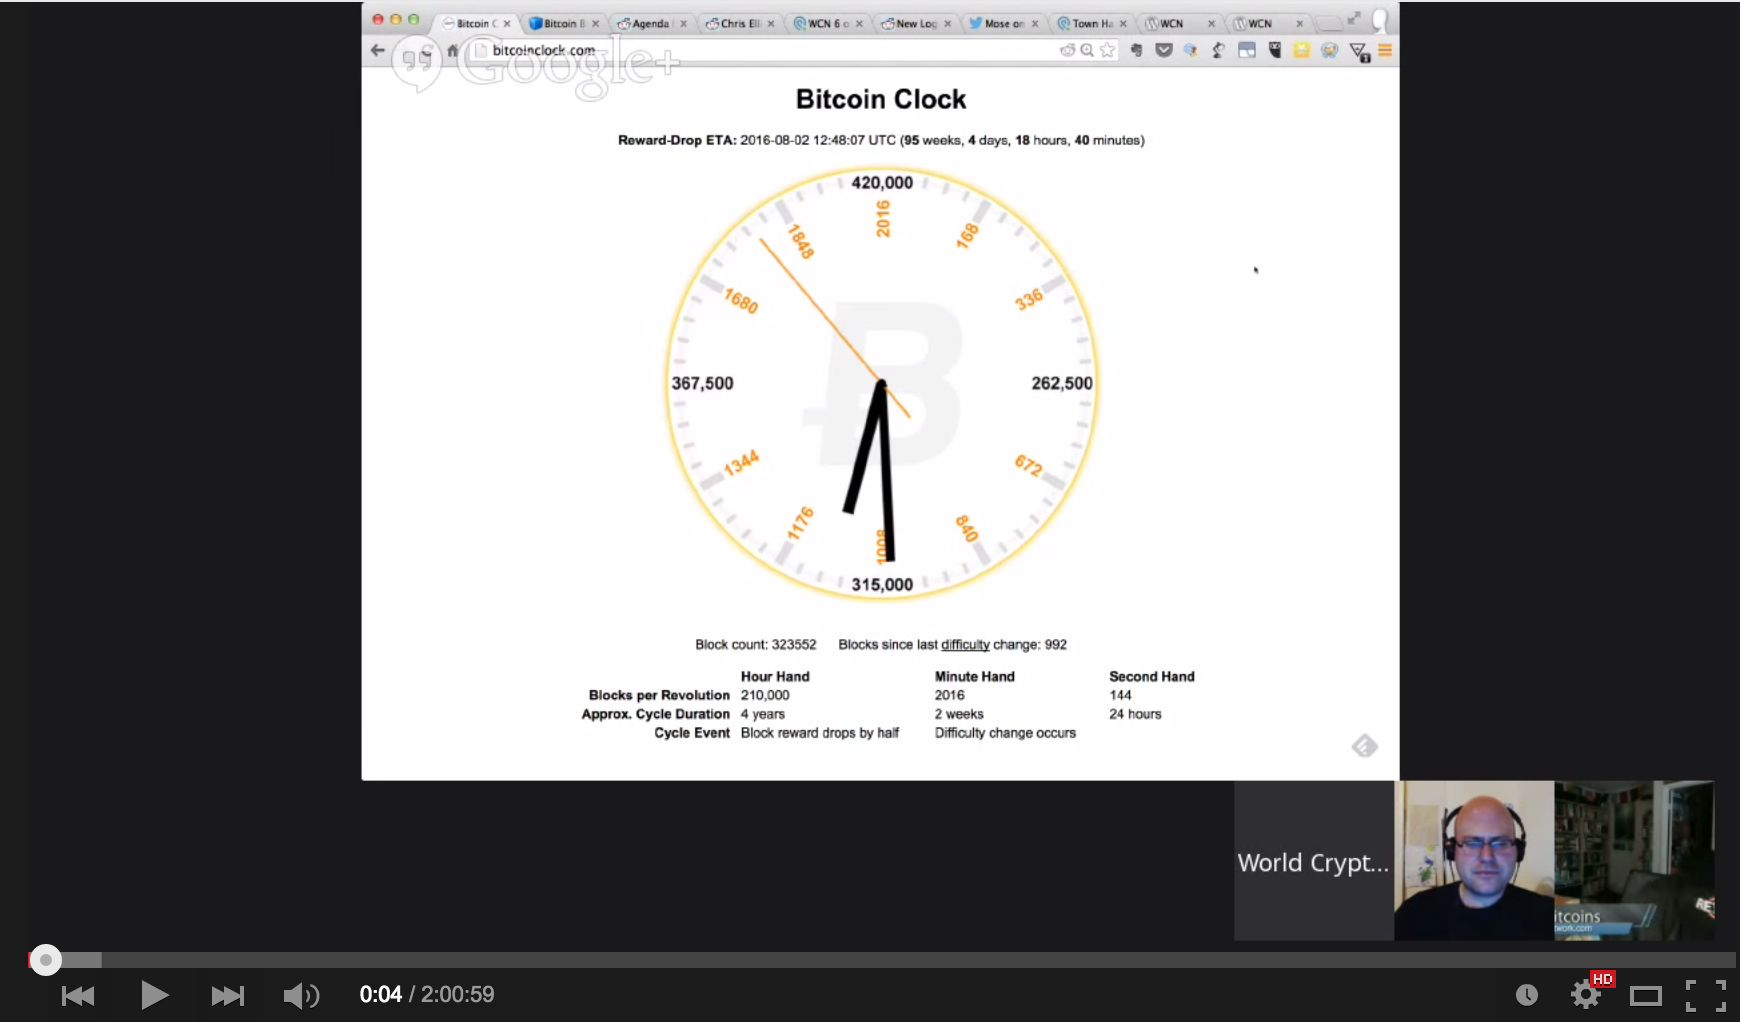 Bitcoin C
Bitcoin B
Agenda
Chris Ell
WCN 6 o
New Log
Mose on
Town Ha
WCN
WCN
bitcoinclock.com
Google+
Bitcoin Clock
Reward-Drop ETA: 2016-08-02 12:48:07 UTC (95 weeks, 4 days, 18 hours, 40 minutes)
420,000
2016
1848
168
1680
336
367,500
262,500
1344
672
1176
840
1008
315,000
Block count: 323552 Blocks since last difficulty change: 992
Hour Hand Minute Hand Second Hand
Blocks per Revolution 210,000 2016 144
Approx. Cycle Duration 4 years 2 weeks 24 hours
Cycle Event Block reward drops by half Difficulty change occurs
World Crypt...
itcoins
work.com
RE
0:04 / 2:00:59
HD